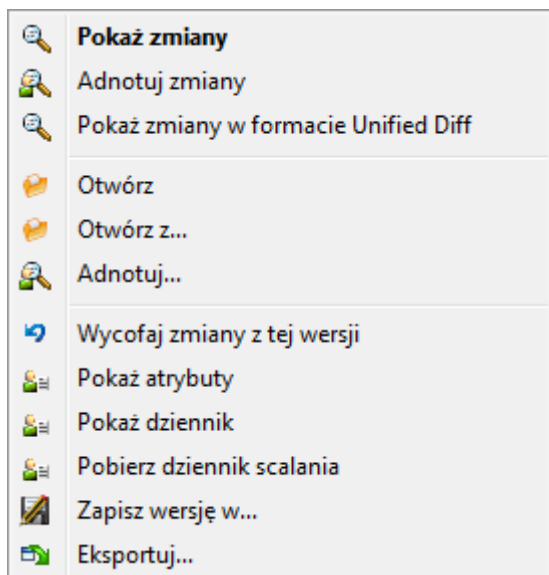 Pokaż zmiany
Adnotuj zmiany
Pokaż zmiany w formacie Unified Diff
Otwórz
Otwórz z...
Adnotuj...
Wycofaj zmiany z tej wersji
Pokaż atrybuty
Pokaż dziennik
Pobierz dziennik scalania
Zapisz wersję w...
Eksportuj...